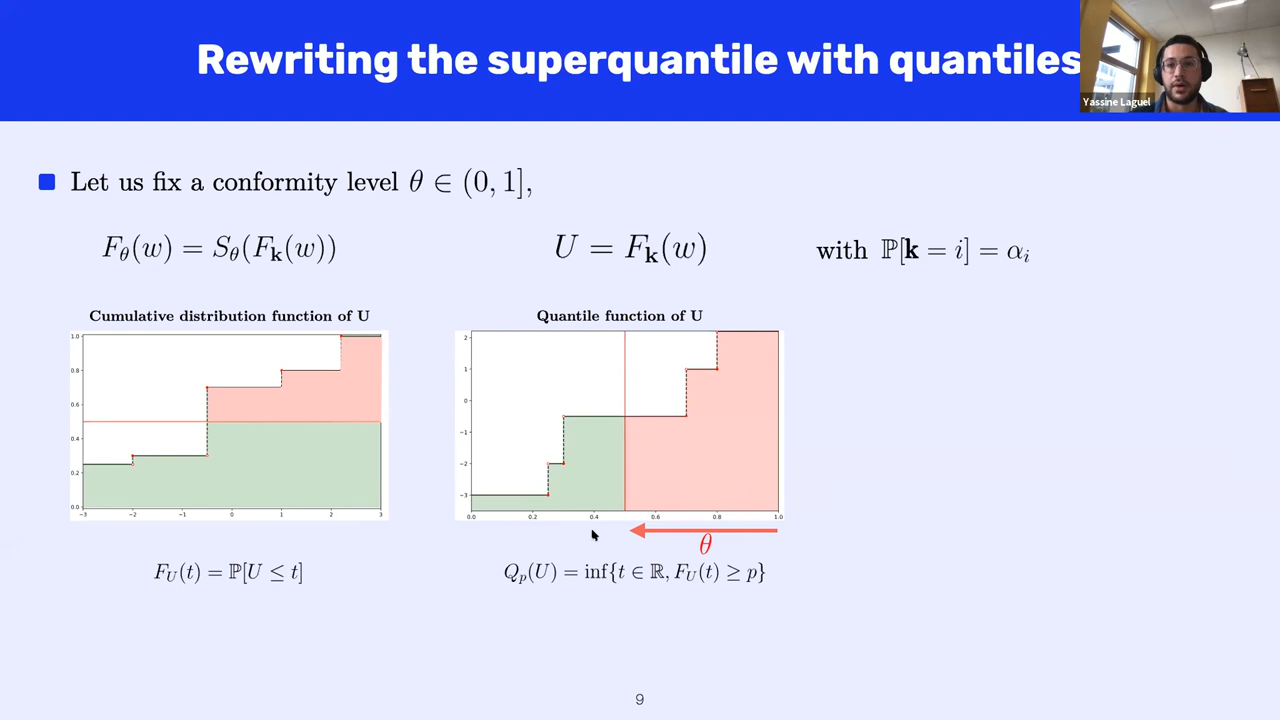 Rewriting the superquantile with quantiles
Yassine Laguel
Let us fix a conformity level θ ∈ (0, 1],
F_θ(w) = S_θ(F_𝐤(w))
U = F_𝐤(w)
with ℙ[𝐤 = i] = α_i
Cumulative distribution function of U
1.0
0.8
0.6
0.4
0.2
0.0
−3 −2 −1 0 1 2 3
Quantile function of U
2
1
0
−1
−2
−3
0.0 0.2 0.4 0.6 0.8 1.0
θ
F_U(t) = ℙ[U ≤ t]
Q_p(U) = inf{t ∈ ℝ, F_U(t) ≥ p}
9